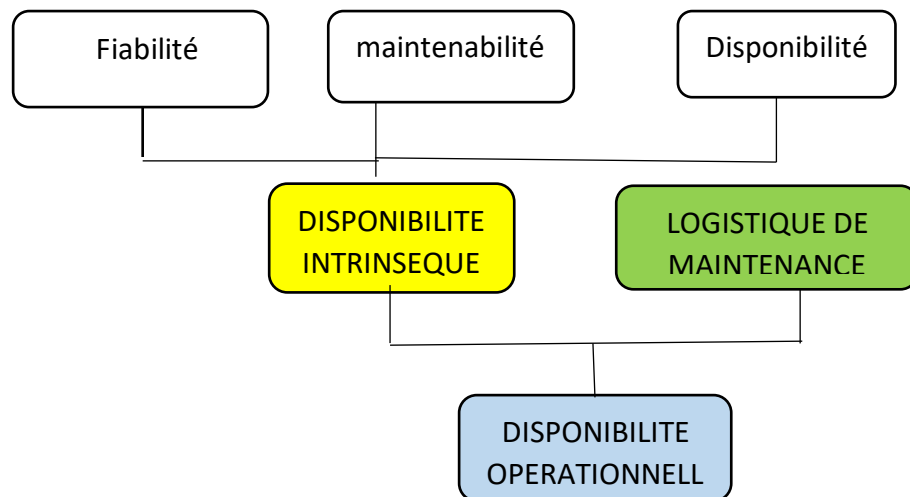 Fiabilité
maintenabilité
Disponibilité
DISPONIBILITE
INTRINSEQUE
LOGISTIQUE DE
MAINTENANCE
DISPONIBILITE
OPERATIONNELL